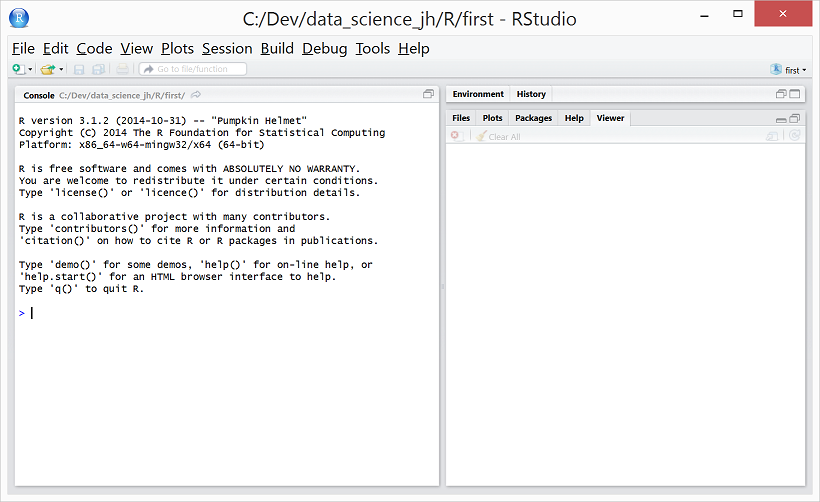 R
C:/Dev/data_science_jh/R/first - RStudio
File Edit Code View Plots Session Build Debug Tools Help
Go to file/function
first
Console C:/Dev/data_science_jh/R/first/
Environment History
Files Plots Packages Help Viewer
Clear All
R version 3.1.2 (2014-10-31) -- "Pumpkin Helmet"
Copyright (C) 2014 The R Foundation for Statistical Computing
Platform: x86_64-w64-mingw32/x64 (64-bit)
R is free software and comes with ABSOLUTELY NO WARRANTY.
You are welcome to redistribute it under certain conditions.
Type 'license()' or 'licence()' for distribution details.
R is a collaborative project with many contributors.
Type 'contributors()' for more information and
'citation()' on how to cite R or R packages in publications.
Type 'demo()' for some demos, 'help()' for on-line help, or
'help.start()' for an HTML browser interface to help.
Type 'q()' to quit R.
>